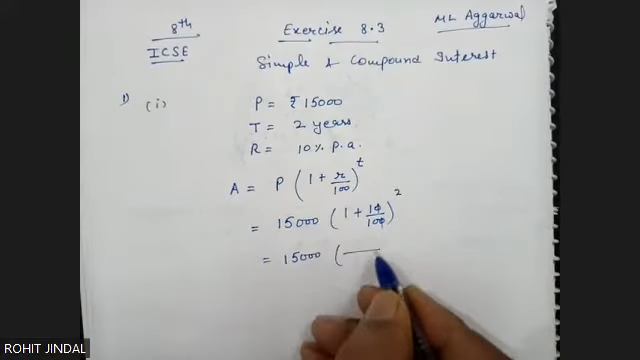 8th Exercise 8.3 ML Aggarwal
ICSE Simple & Compound Interest
1) (i) P = ₹ 15000
T = 2 years
R = 10% p.a.
A = P (1 + r/100)^t
= 15000 (1 + 10/100)^2
= 15000 (
ROHIT JINDAL